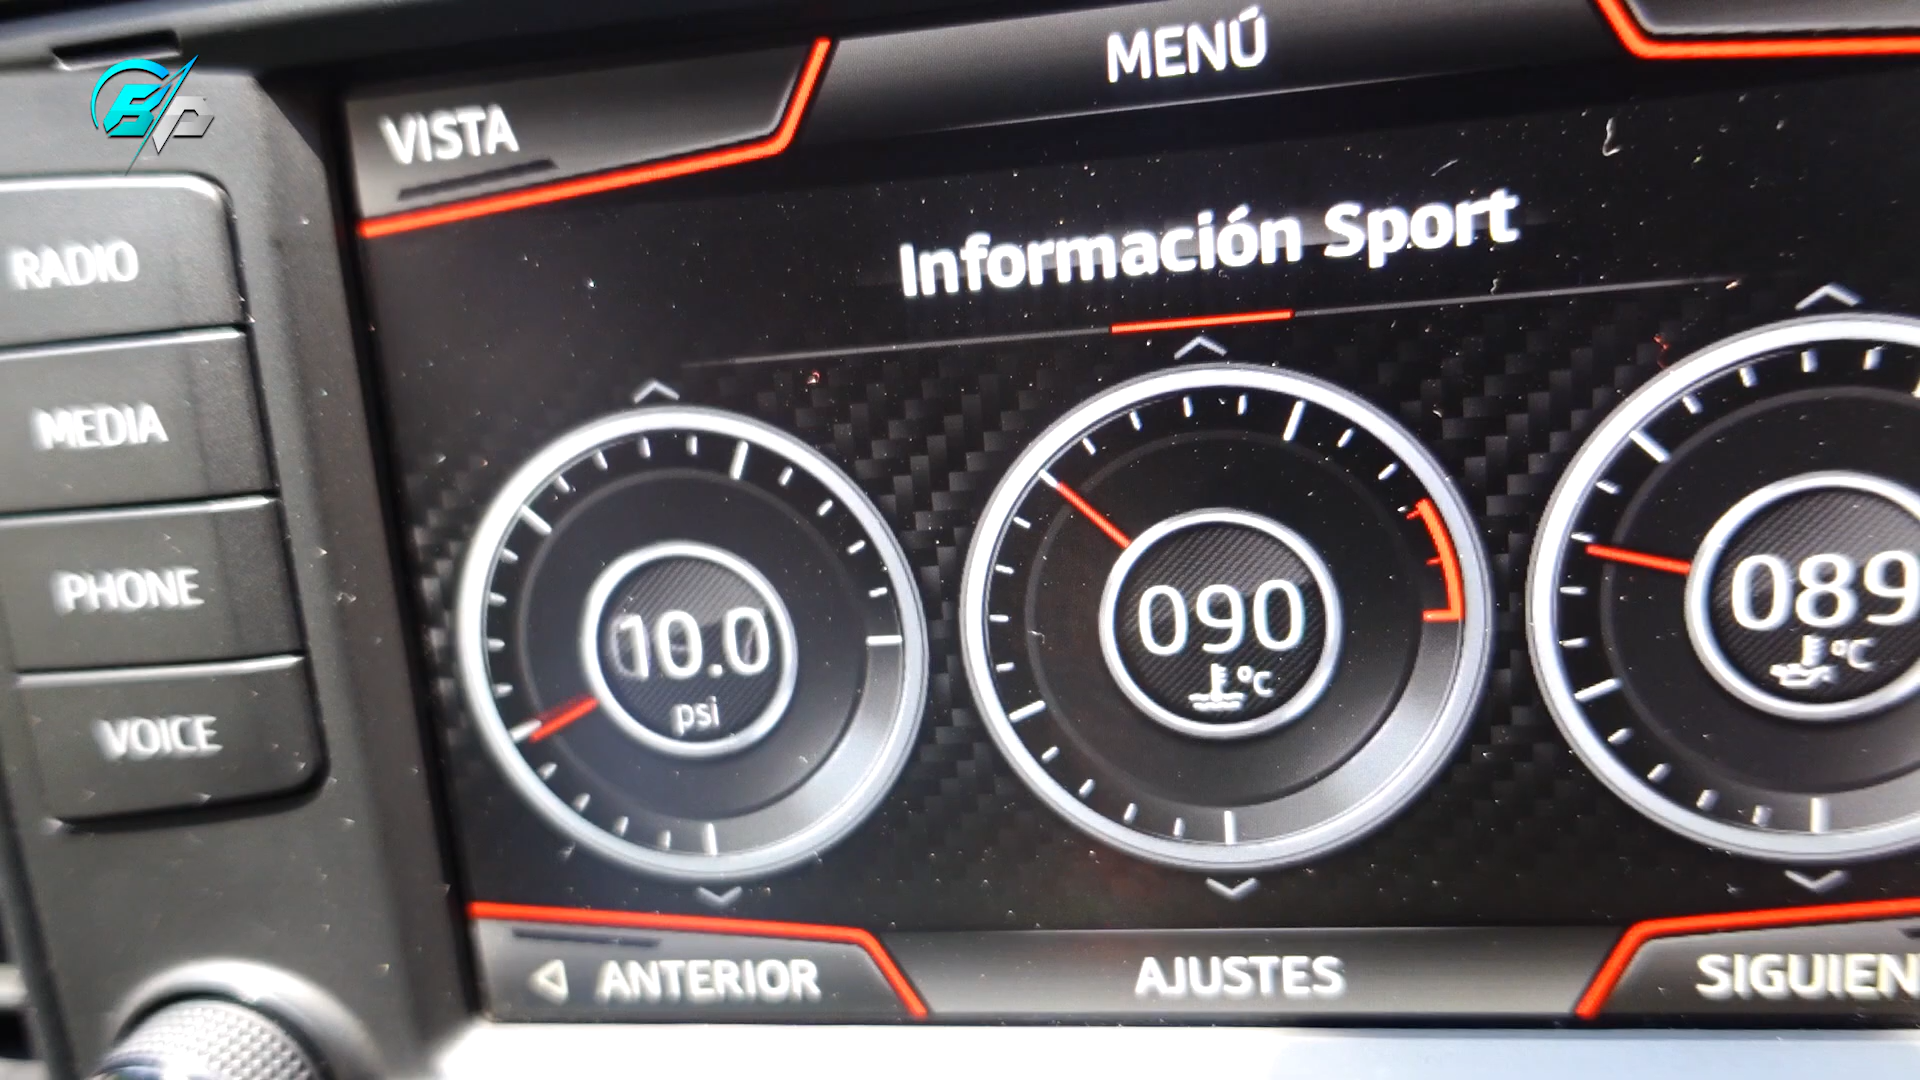 MENÚ
VISTA
Información Sport
RADIO
MEDIA
PHONE
VOICE
10.0
psi
090
°C
089
°C
ANTERIOR
AJUSTES
SIGUIEN